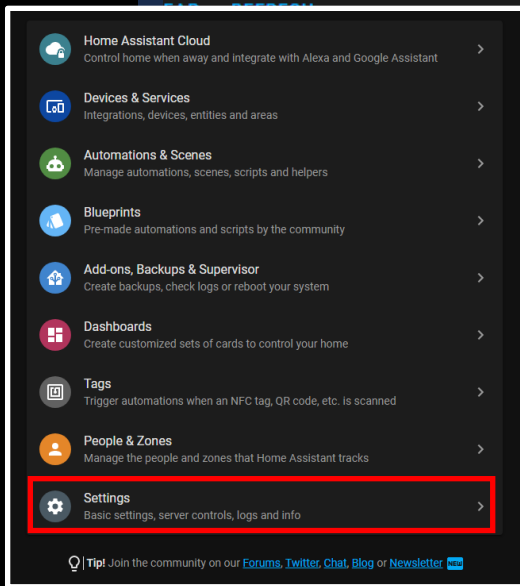 Home Assistant Cloud
Control home when away and integrate with Alexa and Google Assistant
Devices & Services
Integrations, devices, entities and areas
Automations & Scenes
Manage automations, scenes, scripts and helpers
Blueprints
Pre-made automations and scripts by the community
Add-ons, Backups & Supervisor
Create backups, check logs or reboot your system
Dashboards
Create customized sets of cards to control your home
Tags
Trigger automations when an NFC tag, QR code, etc. is scanned
People & Zones
Manage the people and zones that Home Assistant tracks
Settings
Basic settings, server controls, logs and info
Tip! Join the community on our Forums, Twitter, Chat, Blog or Newsletter NEW